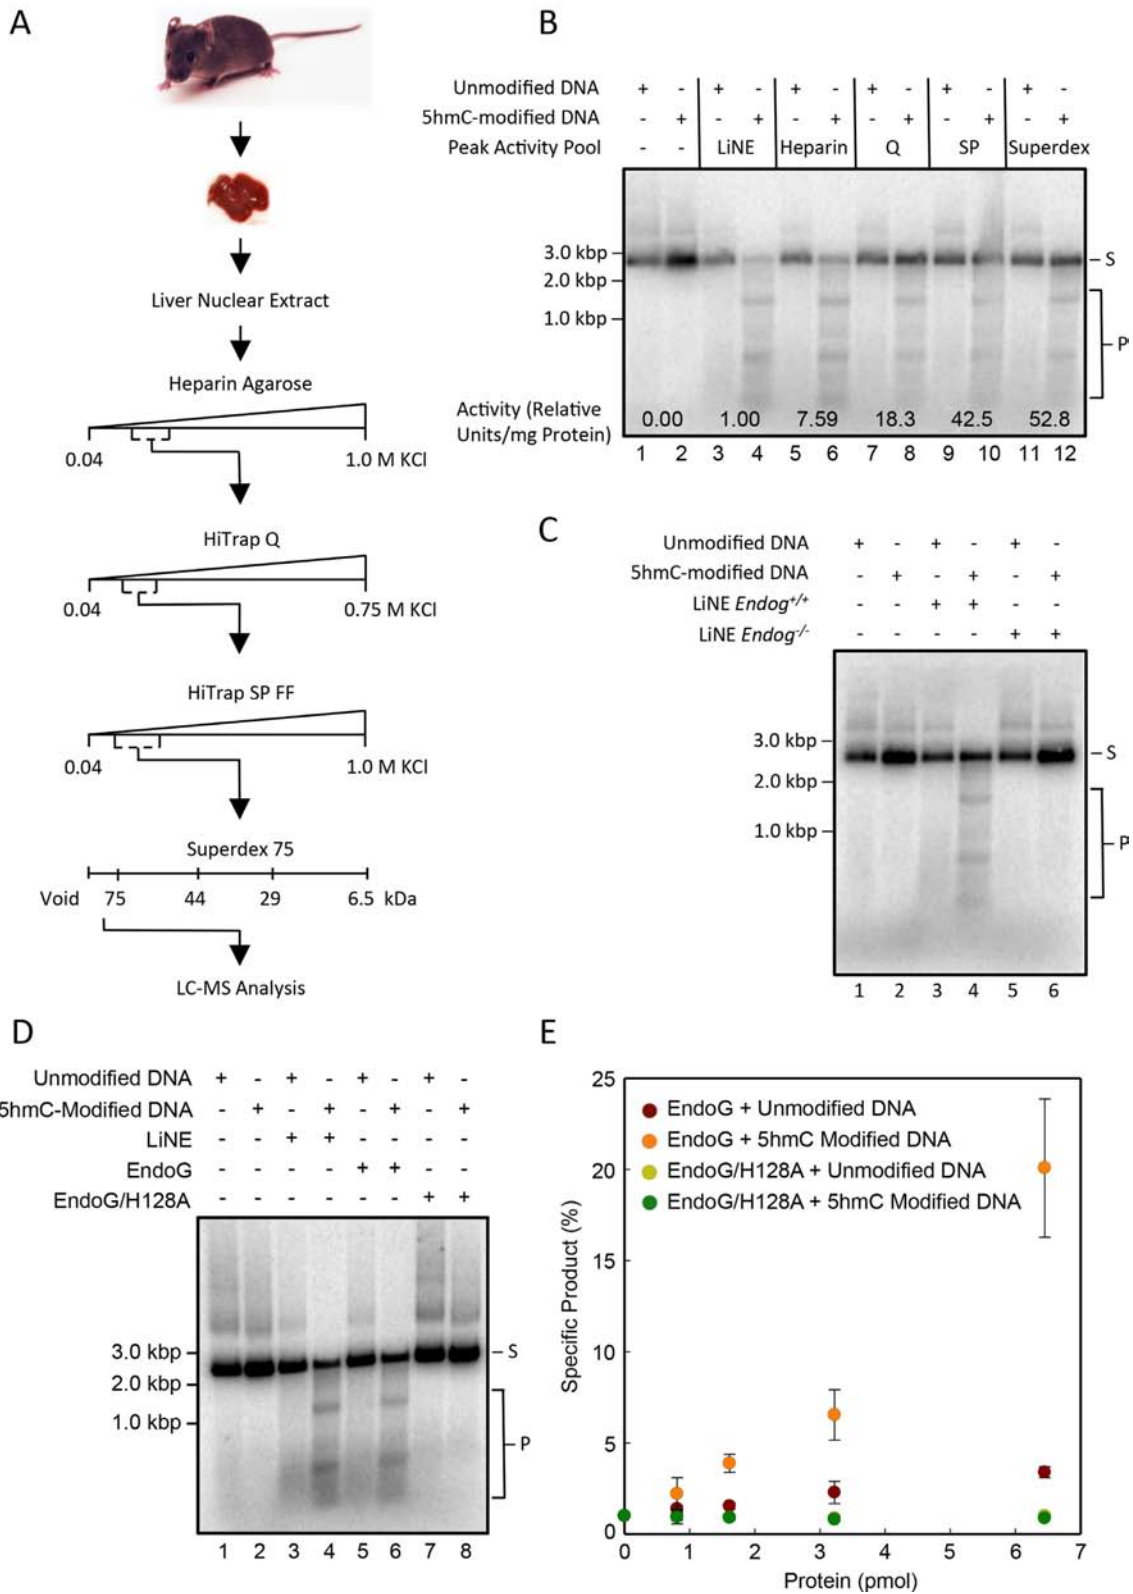 A
Liver Nuclear Extract
Heparin Agarose
0.04 1.0 M KCl
HiTrap Q
0.04 0.75 M KCl
HiTrap SP FF
0.04 1.0 M KCl
Superdex 75
Void 75 44 29 6.5 kDa
LC-MS Analysis
B
Unmodified DNA + - + - + - + - + - + -
5hmC-modified DNA - + - + - + - + - + - +
Peak Activity Pool - - LiNE Heparin Q SP Superdex
3.0 kbp
2.0 kbp
1.0 kbp
S
P
Activity (Relative
Units/mg Protein) 0.00 1.00 7.59 18.3 42.5 52.8
1 2 3 4 5 6 7 8 9 10 11 12
C
Unmodified DNA + - + - + -
5hmC-modified DNA - + - + - +
LiNE Endog+/+ - - + + - -
LiNE Endog-/- - - - - + +
3.0 kbp
2.0 kbp
1.0 kbp
S
P
1 2 3 4 5 6
D
Unmodified DNA + - + - + - + -
5hmC-Modified DNA - + - + - + - +
LiNE - - + + - - - -
EndoG - - - - + + - -
EndoG/H128A - - - - - - + +
3.0 kbp
2.0 kbp
1.0 kbp
S
P
1 2 3 4 5 6 7 8
E
EndoG + Unmodified DNA
EndoG + 5hmC Modified DNA
EndoG/H128A + Unmodified DNA
EndoG/H128A + 5hmC Modified DNA
Specific Product (%)
25
20
15
10
5
0
0 1 2 3 4 5 6 7
Protein (pmol)